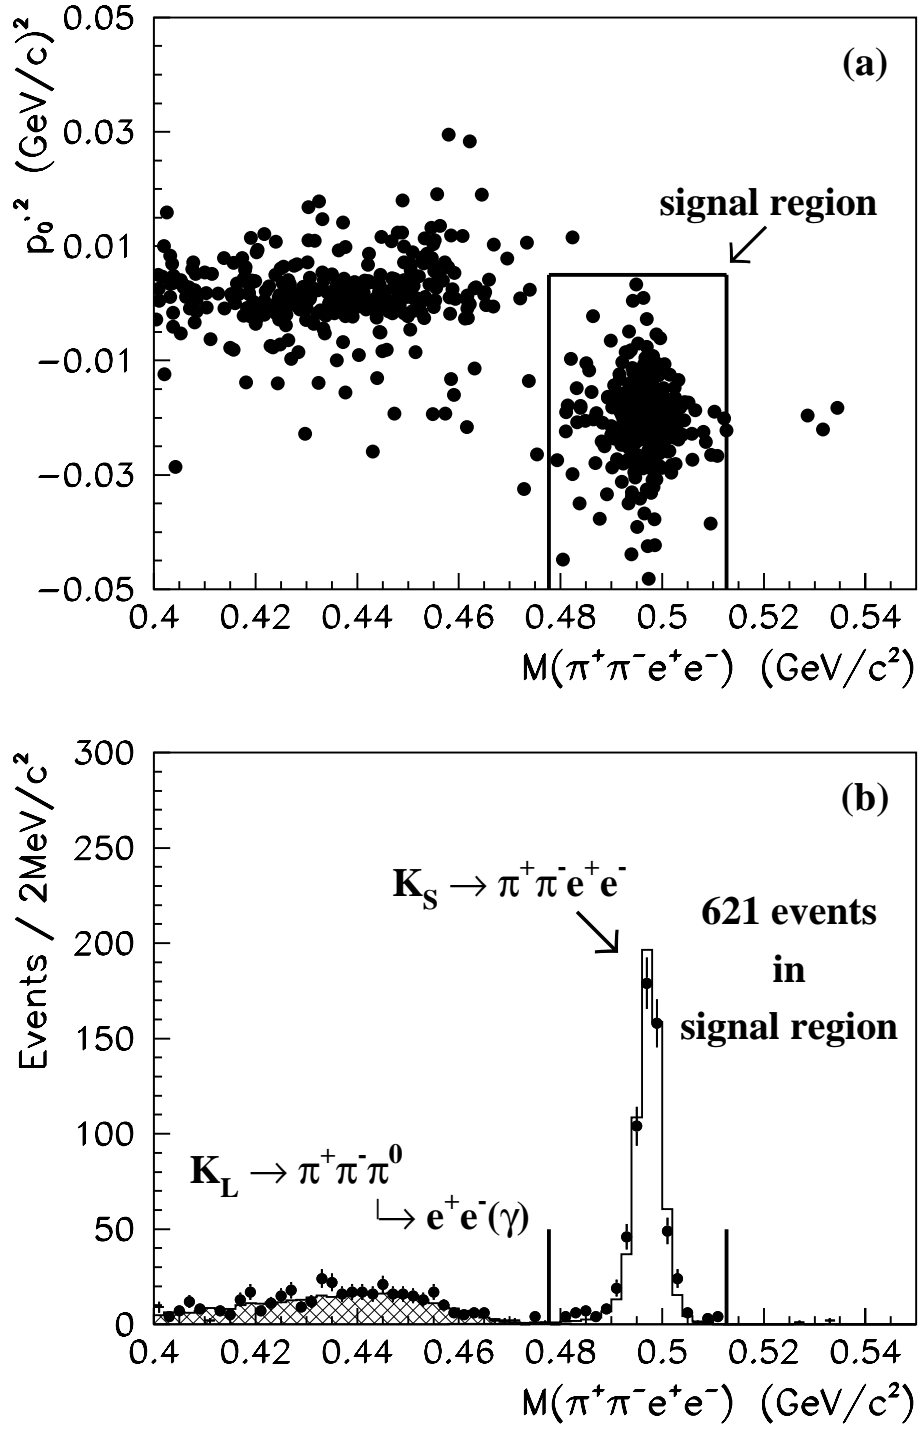 (a)
p₀'² (GeV/c)²
0.05
0.03
0.01
−0.01
−0.03
−0.05
signal region
0.4 0.42 0.44 0.46 0.48 0.5 0.52 0.54
M(π⁺π⁻e⁺e⁻) (GeV/c²)
(b)
Events / 2MeV/c²
300
250
200
150
100
50
0
K_S → π⁺π⁻e⁺e⁻
621 events
in
signal region
K_L → π⁺π⁻π⁰
↳ e⁺e⁻(γ)
0.4 0.42 0.44 0.46 0.48 0.5 0.52 0.54
M(π⁺π⁻e⁺e⁻) (GeV/c²)